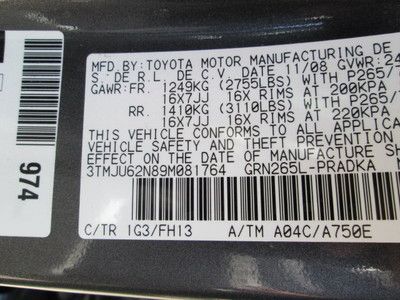 MFD.BY:TOYOTA MOTOR MANUFACTURING DE
S. DE R.L. DE C.V. DATE 11/08 GVWR:24
GAWR:FR. 1249KG (2755LBS) WITH P265/
16X7JJ 16X RIMS AT 200KPA
RR. 1410KG (3110LBS) WITH P265/
16X7JJ 16X RIMS AT 220KPA
THIS VEHICLE CONFORMS TO ALL APP
VEHICLE SAFETY AND THEFT PREVENTION
EFFECT ON THE DATE OF MANUFACTURE SH
3TMJU62N89M081764 GRN265L-PRADKA
C/TR 1G3/FH13 A/TM A04C/A750E
974